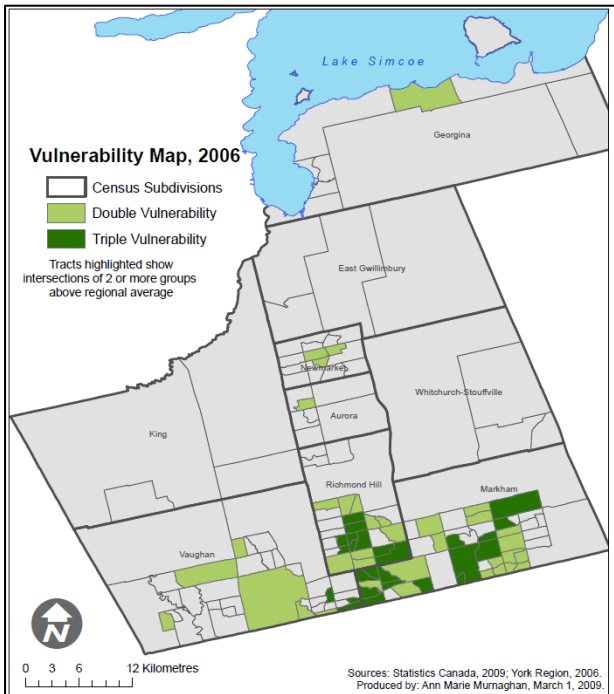 Lake Simcoe
Georgina
Vulnerability Map, 2006
Census Subdivisions
Double Vulnerability
Triple Vulnerability
Tracts highlighted show
intersections of 2 or more groups
above regional average
East Gwillimbury
Newmarket
Whitchurch-Stouffville
Aurora
King
Richmond Hill
Markham
Vaughan
N
0 3 6 12 Kilometres
Sources: Statistics Canada, 2009; York Region, 2006.
Produced by: Ann Marie Murnaghan, March 1, 2009.